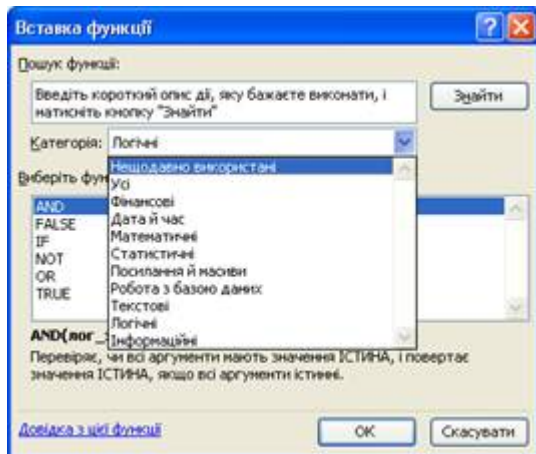 Вставка функції
Пошук функції:
Введіть короткий опис дії, яку бажаєте виконати, і
натисніть кнопку "Знайти"
Знайти
Категорія: Логічні
Нещодавно використані
Виберіть фун
Усі
Фінансові
AND
Дата й час
FALSE
Математичні
IF
Статистичні
NOT
Посилання й масиви
OR
Робота з базою даних
TRUE
Текстові
Логічні
AND(лог_
Інформаційні
Перевіряє, чи всі аргументи мають значення ІСТИНА, і повертає
значення ІСТИНА, якщо всі аргументи істинні.
Довідка з цієї функції
OK
Скасувати